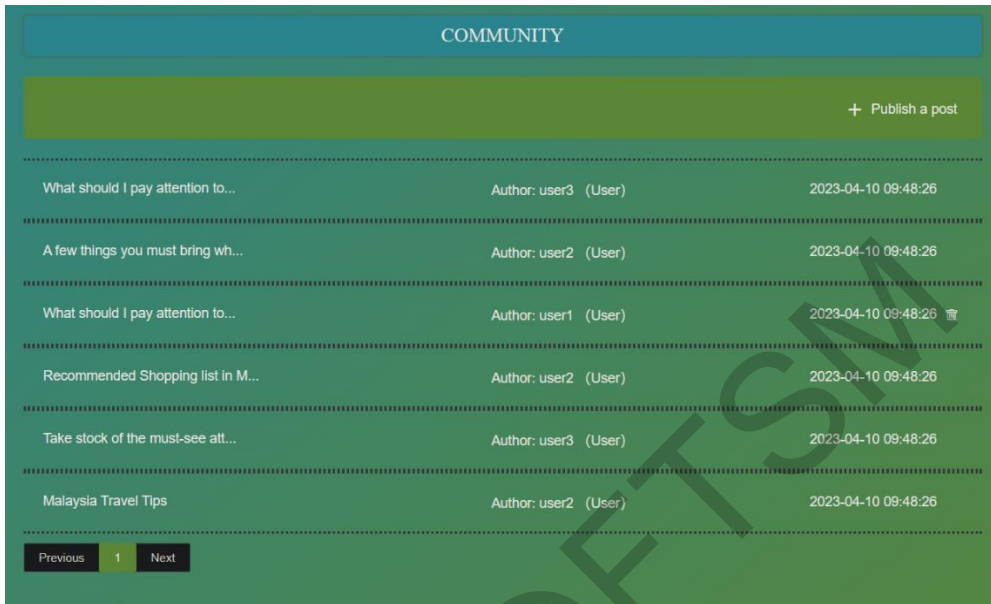 COMMUNITY
+ Publish a post
What should I pay attention to... Author: user3 (User) 2023-04-10 09:48:26
A few things you must bring wh... Author: user2 (User) 2023-04-10 09:48:26
What should I pay attention to... Author: user1 (User) 2023-04-10 09:48:26
Recommended Shopping list in M... Author: user2 (User) 2023-04-10 09:48:26
Take stock of the must-see att... Author: user3 (User) 2023-04-10 09:48:26
Malaysia Travel Tips Author: user2 (User) 2023-04-10 09:48:26
Previous 1 Next
FTSM